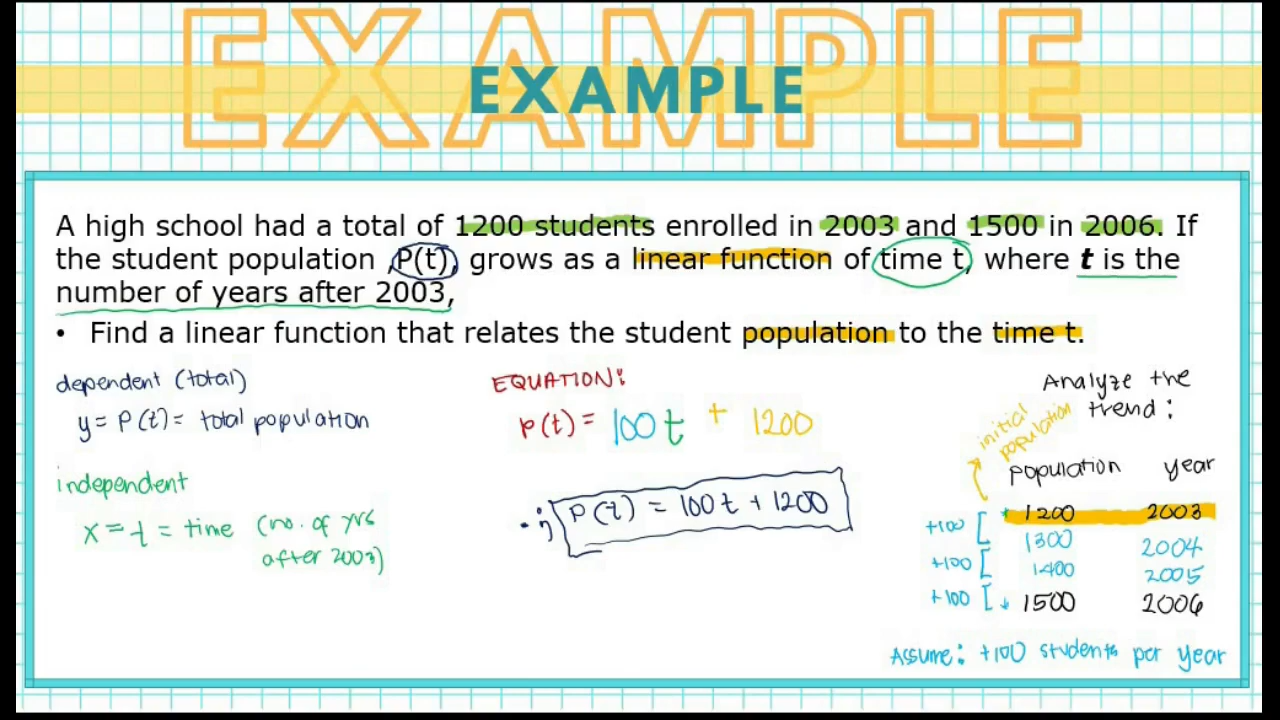 EXAMPLE
EXAMPLE
A high school had a total of 1200 students enrolled in 2003 and 1500 in 2006. If
the student population ,P(t), grows as a linear function of time t, where t is the
number of years after 2003,
• Find a linear function that relates the student population to the time t.
dependent (total)
y = P(t) = total population
independent
x = t = time (no. of yrs
after 2003)
EQUATION:
P(t) = 100t + 1200
P(t) = 100t + 1200
Analyze the
trend:
initial
population
population year
1200 2003
+100
1300 2004
+100
1400 2005
+100
1500 2006
Assume: +100 students per year